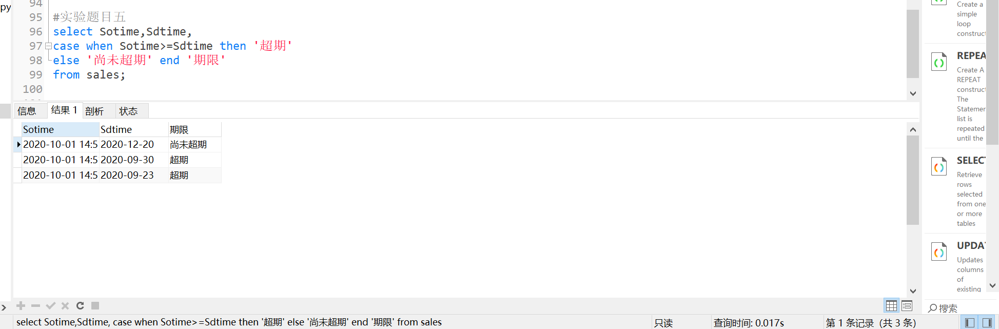 py
94
95 #实验题目五
96 select Sotime,Sdtime,
97 case when Sotime>=Sdtime then '超期'
98 else '尚未超期' end '期限'
99 from sales;
100
信息 结果 1 剖析 状态
Sotime Sdtime 期限
2020-10-01 14:5 2020-12-20 尚未超期
2020-10-01 14:5 2020-09-30 超期
2020-10-01 14:5 2020-09-23 超期
select Sotime,Sdtime, case when Sotime>=Sdtime then '超期' else '尚未超期' end '期限' from sales
只读
查询时间: 0.017s
第 1 条记录 (共 3 条)
Create a
simple
loop
construct
REPEA
Create A
REPEAT
construct
The
Statemer
list is
repeated
until the
SELECT
Retrieve
rows
selected
from one
or more
tables
UPDAT
Updates
columns
of
existing
搜索